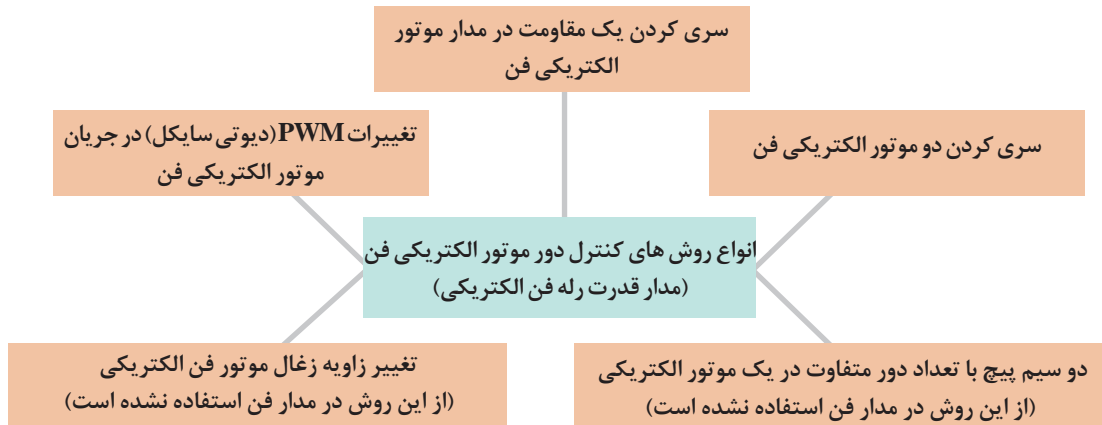 سری کردن یک مقاومت در مدار موتور
الکتریکی فن
سری کردن دو موتور الکتریکی فن
تغییرات PWM (دیوتی سایکل) در جریان
موتور الکتریکی فن
انواع روش های کنترل دور موتور الکتریکی فن
(مدار قدرت رله فن الکتریکی)
دو سیم پیچ با تعداد دور متفاوت در یک موتور الکتریکی
(از این روش در مدار فن استفاده نشده است)
تغییر زاویه زغال موتور فن الکتریکی
(از این روش در مدار فن استفاده نشده است)